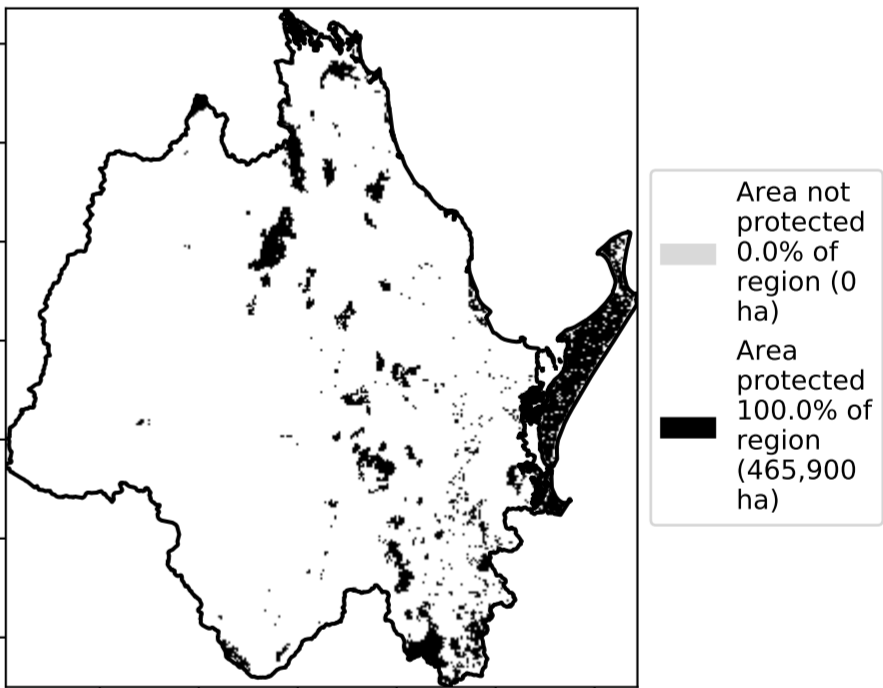 Area not
protected
0.0% of
region (0
ha)
Area
protected
100.0% of
region
(465,900
ha)